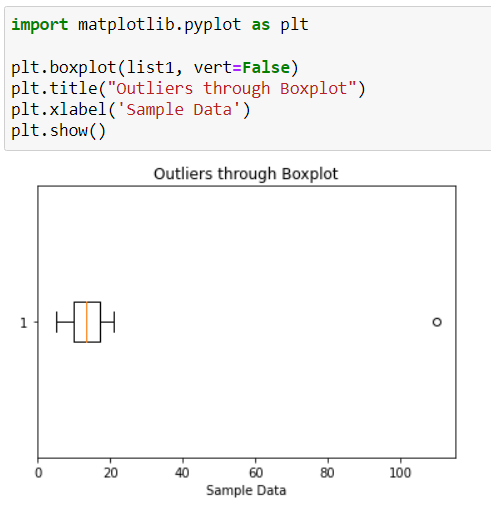 import matplotlib.pyplot as plt
plt.boxplot(list1, vert=False)
plt.title("Outliers through Boxplot")
plt.xlabel('Sample Data')
plt.show()
Outliers through Boxplot
1
0 20 40 60 80 100
Sample Data